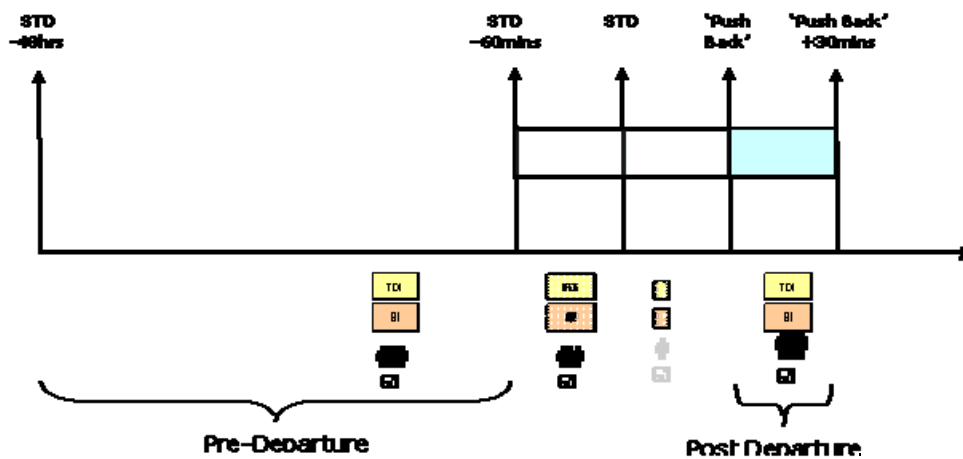 STD
-48hrs
STD
-60mins
STD
'Push
Back'
'Push Back'
+30mins
TDI
BI
TDI
BI
Pre-Departure
Post Departure